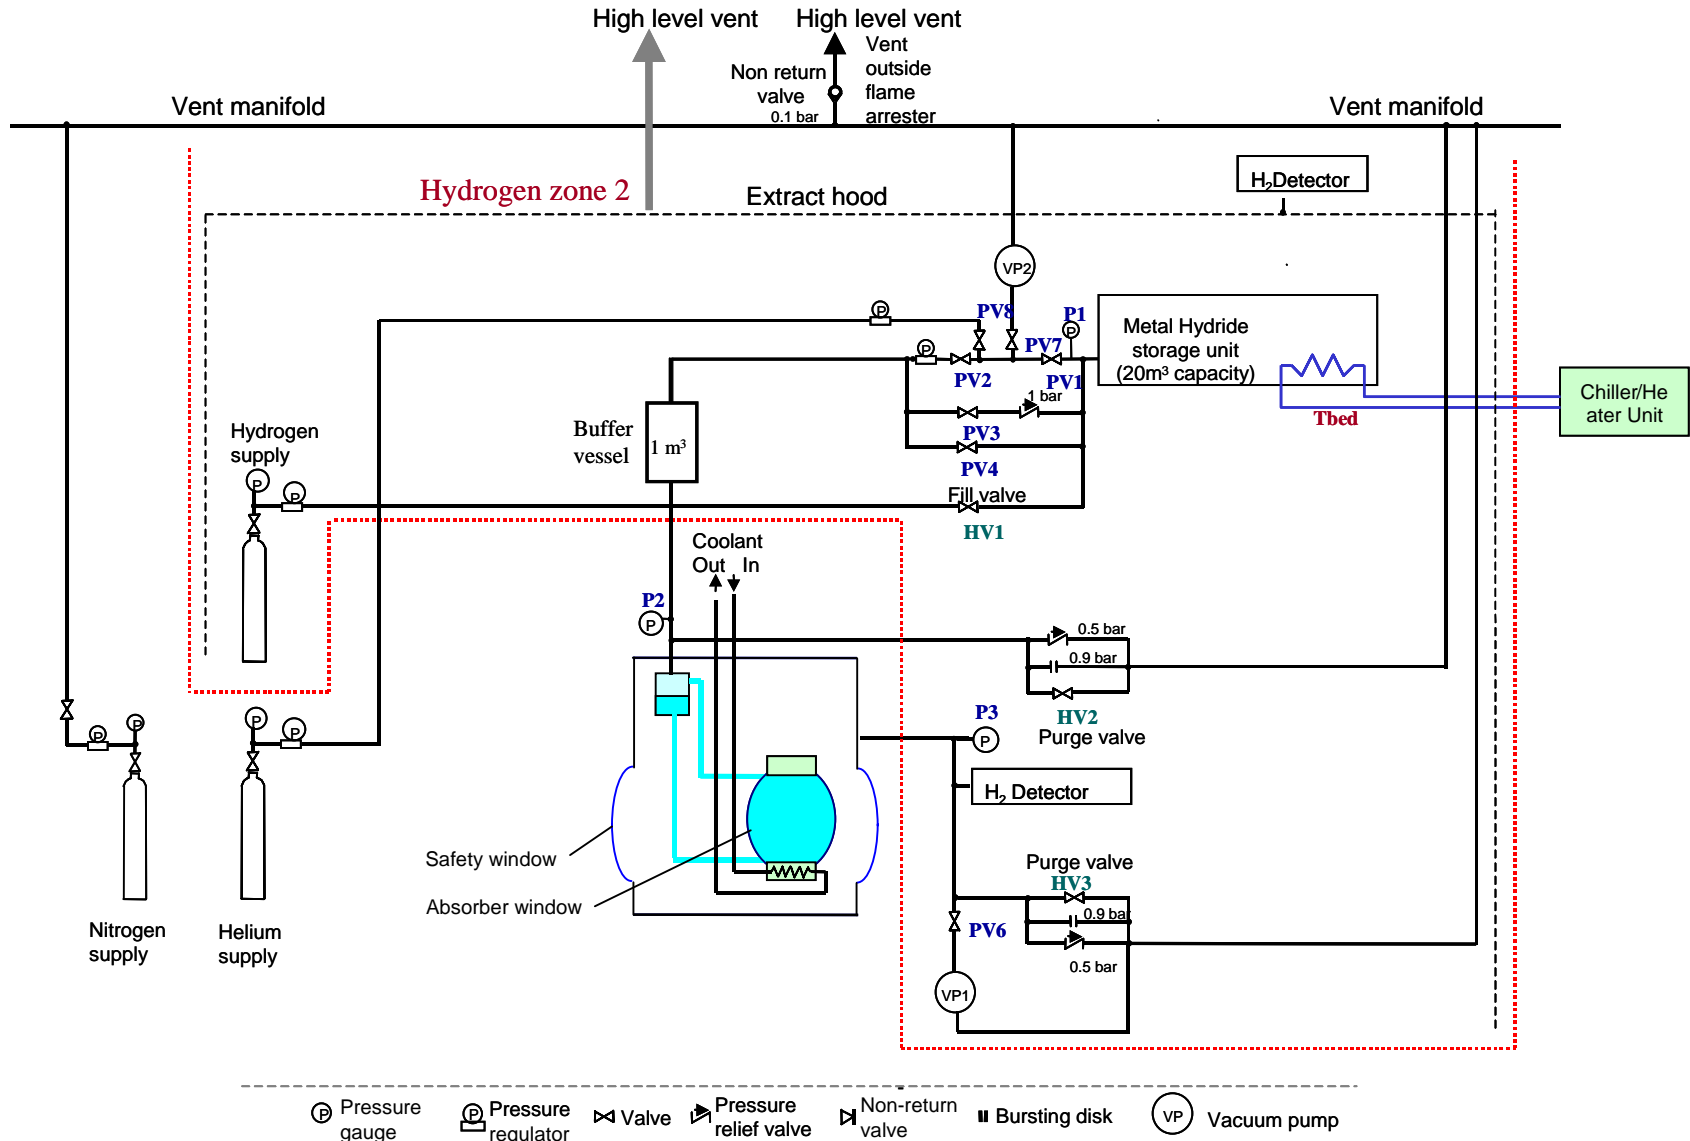 High level vent
High level vent
Vent
outside
flame
arrester
Non return
valve
0.1 bar
Vent manifold
Vent manifold
H₂Detector
Hydrogen zone 2
Extract hood
VP2
P
PV8
P1
P
P
PV7
PV2
PV1
Metal Hydride
storage unit
(20m³ capacity)
1 bar
Tbed
Chiller/He
ater Unit
PV3
PV4
Buffer
vessel
1 m³
Hydrogen
supply
P
P
Fill valve
HV1
Coolant
Out In
P2
P
0.5 bar
0.9 bar
HV2
Purge valve
P3
P
H₂ Detector
P
P
P
P
Safety window
Absorber window
Purge valve
HV3
0.9 bar
PV6
0.5 bar
VP1
Nitrogen
supply
Helium
supply
P Pressure
gauge
P Pressure
regulator
Valve
Pressure
relief valve
Non-return
valve
Bursting disk
VP Vacuum pump